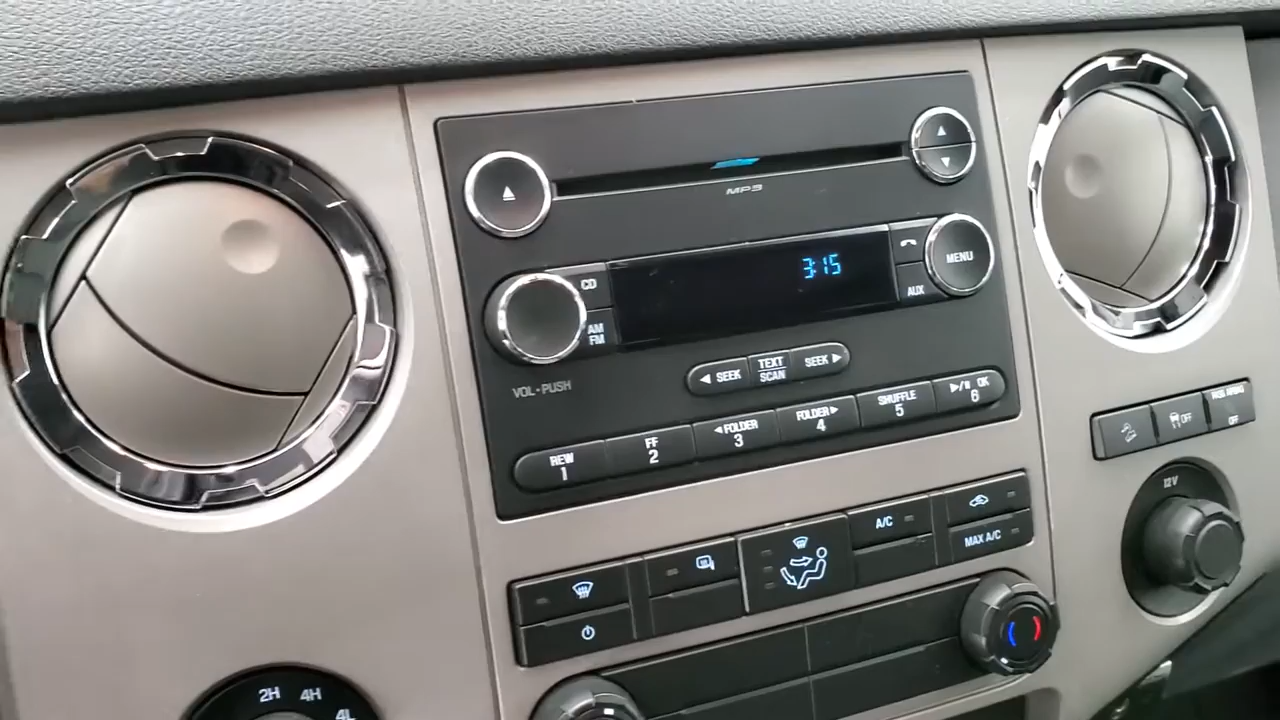 MP3
CD
AM
FM
3:15
AUX
MENU
VOL-PUSH
SEEK
TEXT
SCAN
SEEK
REW
1
FF
2
FOLDER
3
FOLDER
4
SHUFFLE
5
OK
6
OFF
OFF
12V
A/C
MAX A/C
2H
4H
4L